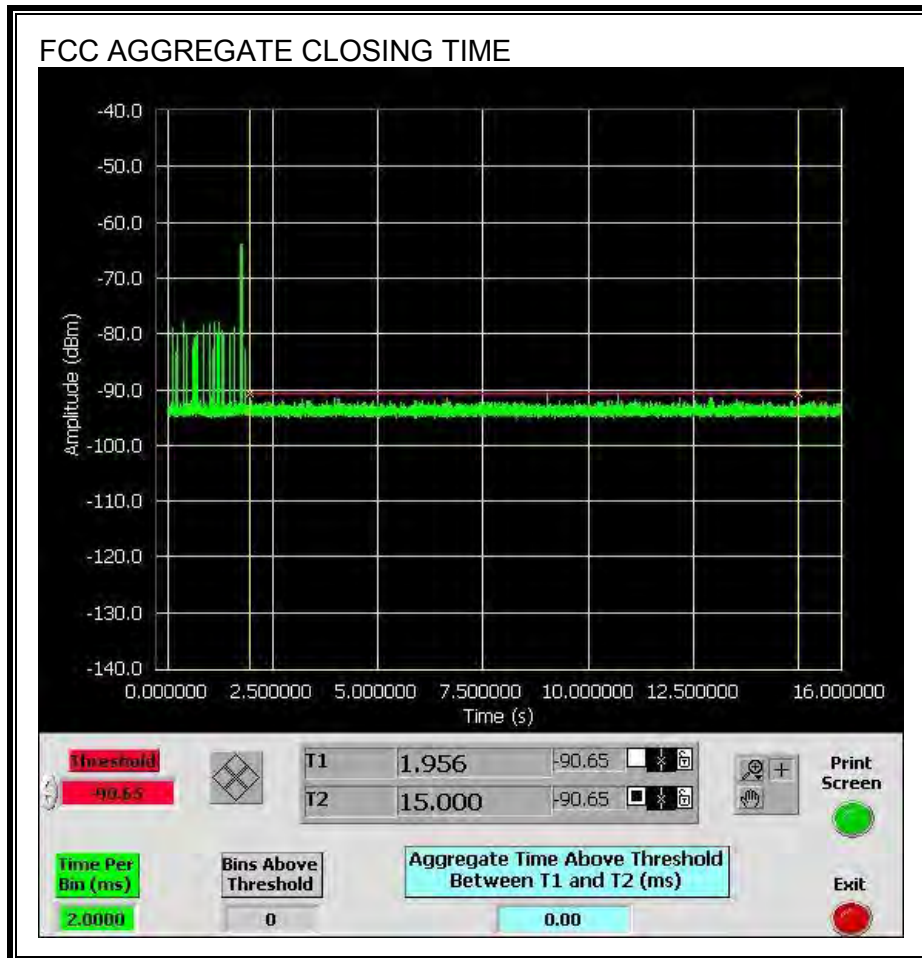 FCC AGGREGATE CLOSING TIME
-40.0
-50.0
-60.0
-70.0
-80.0
-90.0
-100.0
-110.0
-120.0
-130.0
-140.0
Amplitude (dBm)
0.000000 2.500000 5.000000 7.500000 10.000000 12.500000 16.000000
Time (s)
Threshold
-90.65
T1 1.956 -90.65
T2 15.000 -90.65
Print
Screen
Time Per
Bin (ms)
2.0000
Bins Above
Threshold
0
Aggregate Time Above Threshold
Between T1 and T2 (ms)
0.00
Exit